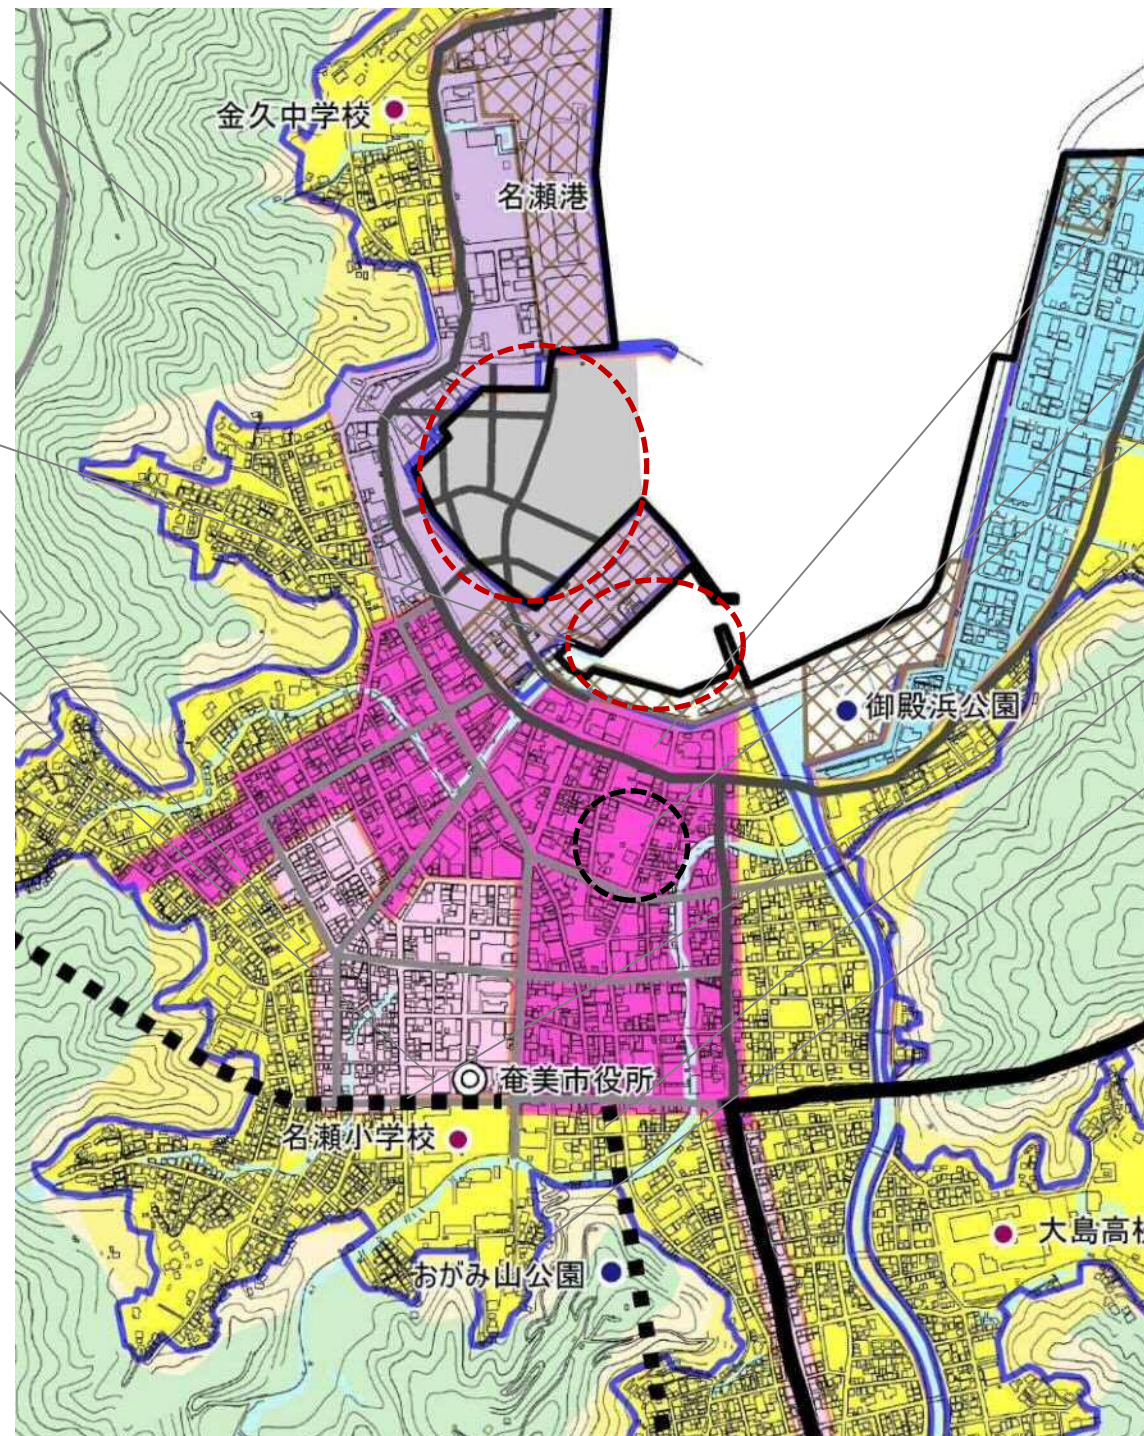 金久中学校
名瀬港
御殿浜公園
奄美市役所
名瀬小学校
大島高校
おがみ山公園